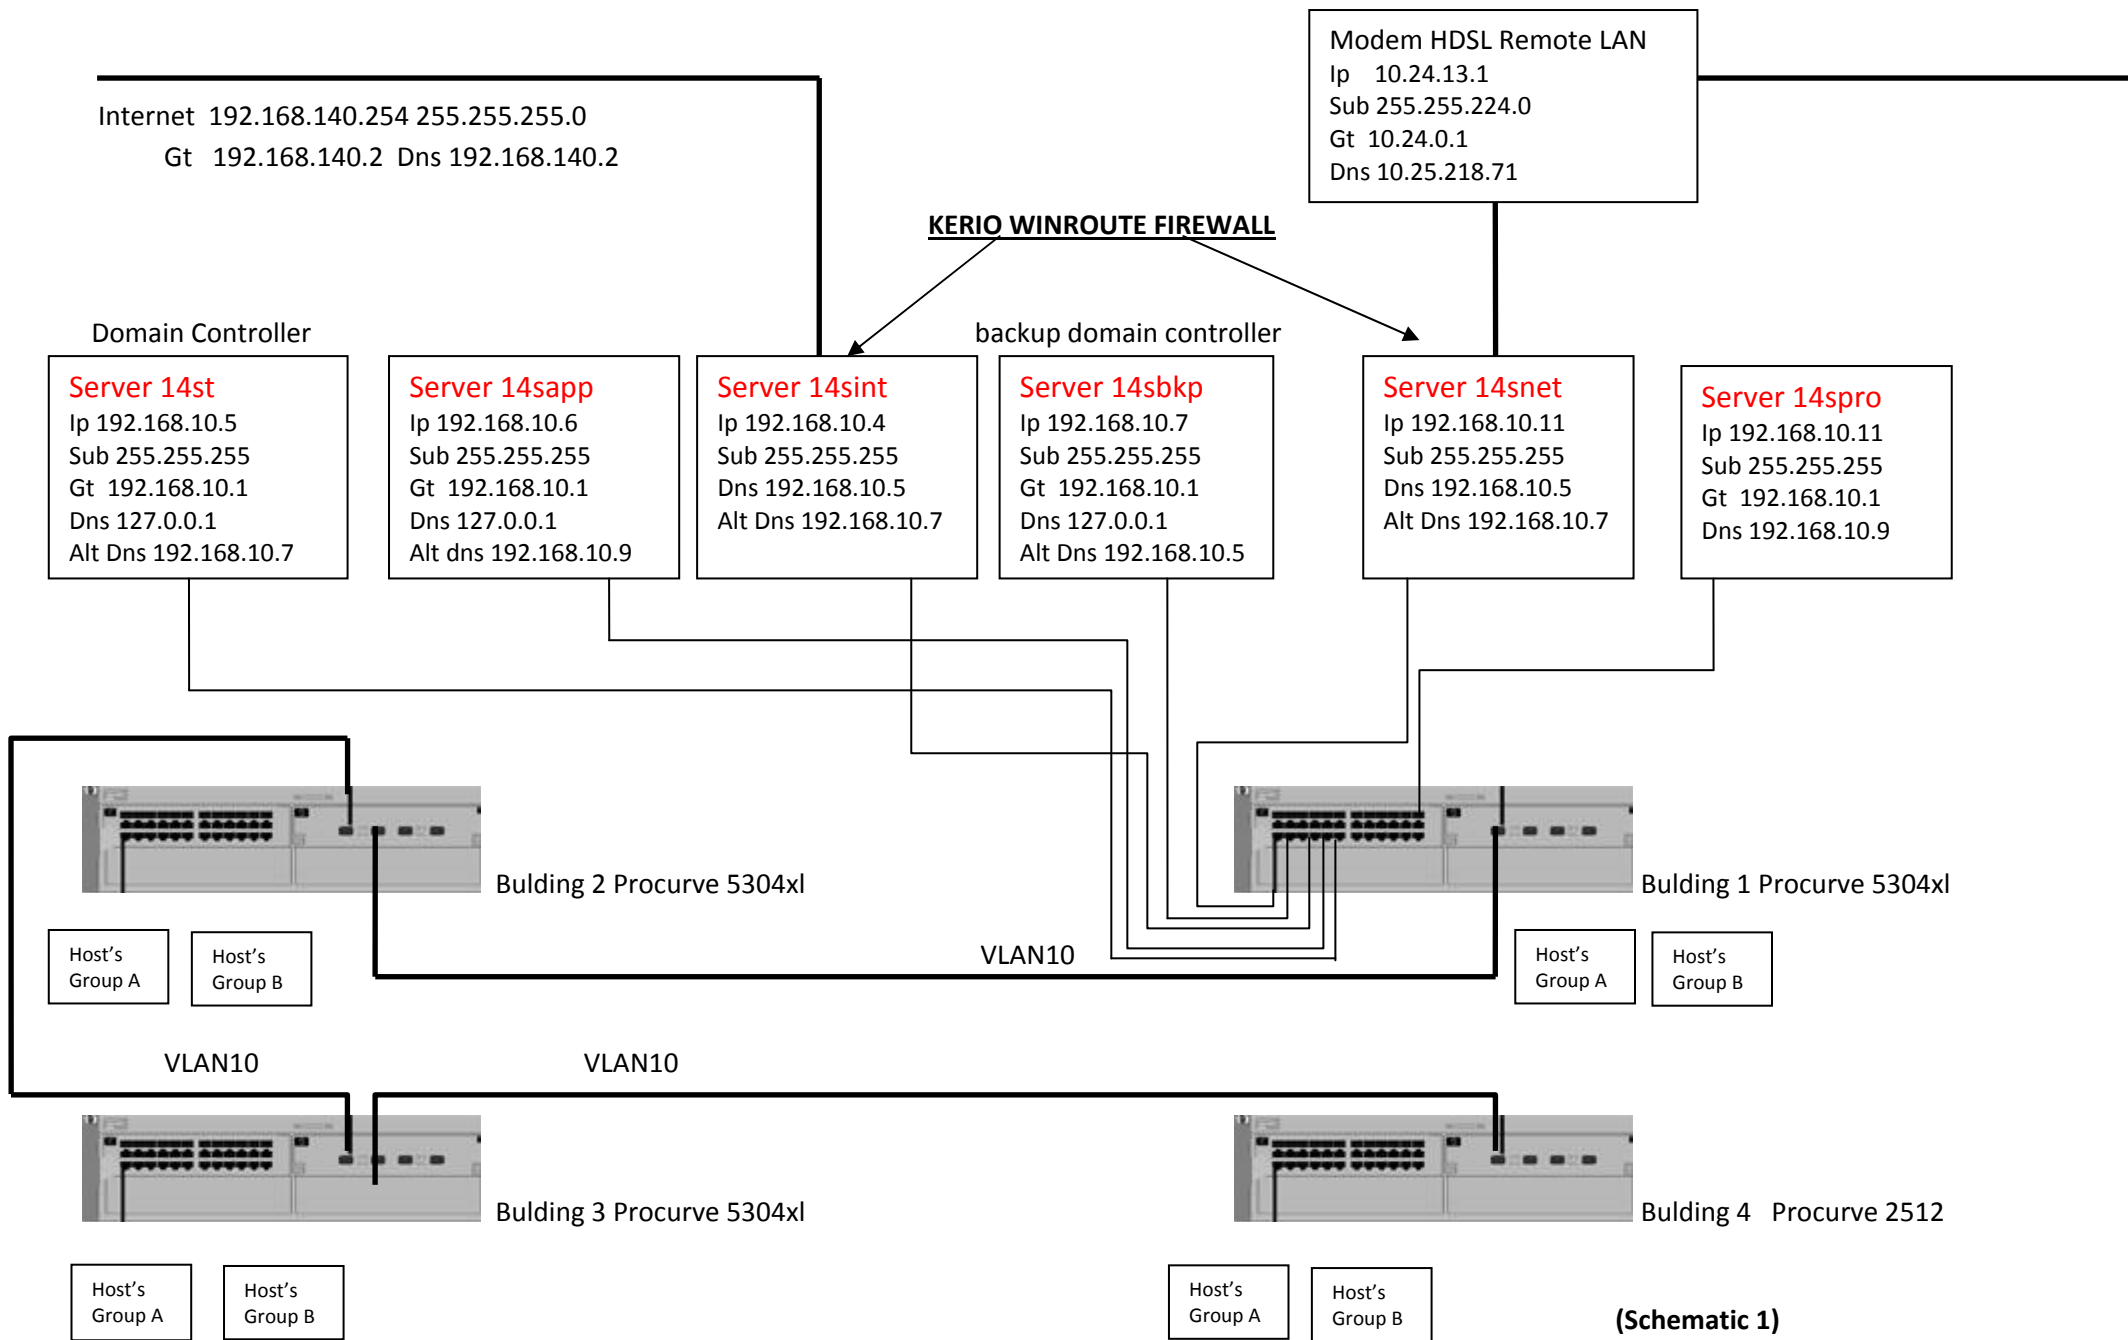 Modem HDSL Remote LAN
Ip    10.24.13.1
Sub 255.255.224.0
Gt  10.24.0.1
Dns 10.25.218.71
Internet  192.168.140.254 255.255.255.0
Gt   192.168.140.2  Dns 192.168.140.2
KERIO WINROUTE FIREWALL
Domain Controller
backup domain controller
Server 14st
Ip 192.168.10.5
Sub 255.255.255
Gt  192.168.10.1
Dns 127.0.0.1
Alt Dns 192.168.10.7
Server 14sapp
Ip 192.168.10.6
Sub 255.255.255
Gt  192.168.10.1
Dns 127.0.0.1
Alt dns 192.168.10.9
Server 14sint
Ip 192.168.10.4
Sub 255.255.255
Dns 192.168.10.5
Alt Dns 192.168.10.7
Server 14sbkp
Ip 192.168.10.7
Sub 255.255.255
Gt  192.168.10.1
Dns 127.0.0.1
Alt Dns 192.168.10.5
Server 14snet
Ip 192.168.10.11
Sub 255.255.255
Dns 192.168.10.5
Alt Dns 192.168.10.7
Server 14spro
Ip 192.168.10.11
Sub 255.255.255
Gt  192.168.10.1
Dns 192.168.10.9
Bulding 2 Procurve 5304xl
Bulding 1 Procurve 5304xl
Host's
Group A
Host's
Group B
VLAN10
Host's
Group A
Host's
Group B
VLAN10
VLAN10
Bulding 3 Procurve 5304xl
Bulding 4   Procurve 2512
Host's
Group A
Host's
Group B
Host's
Group A
Host's
Group B
(Schematic 1)